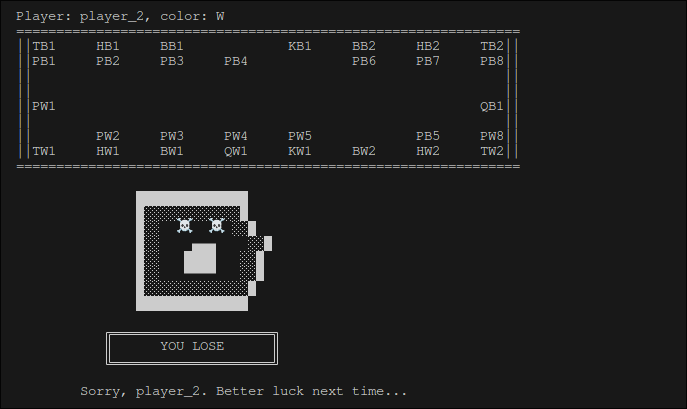 Player: player_2, color: W
TB1 HB1 BB1 KB1 BB2 HB2 TB2
PB1 PB2 PB3 PB4 PB6 PB7 PB8
PW1 QB1
PW2 PW3 PW4 PW5 PB5 PW8
TW1 HW1 BW1 QW1 KW1 BW2 HW2 TW2
YOU LOSE
Sorry, player_2. Better luck next time...